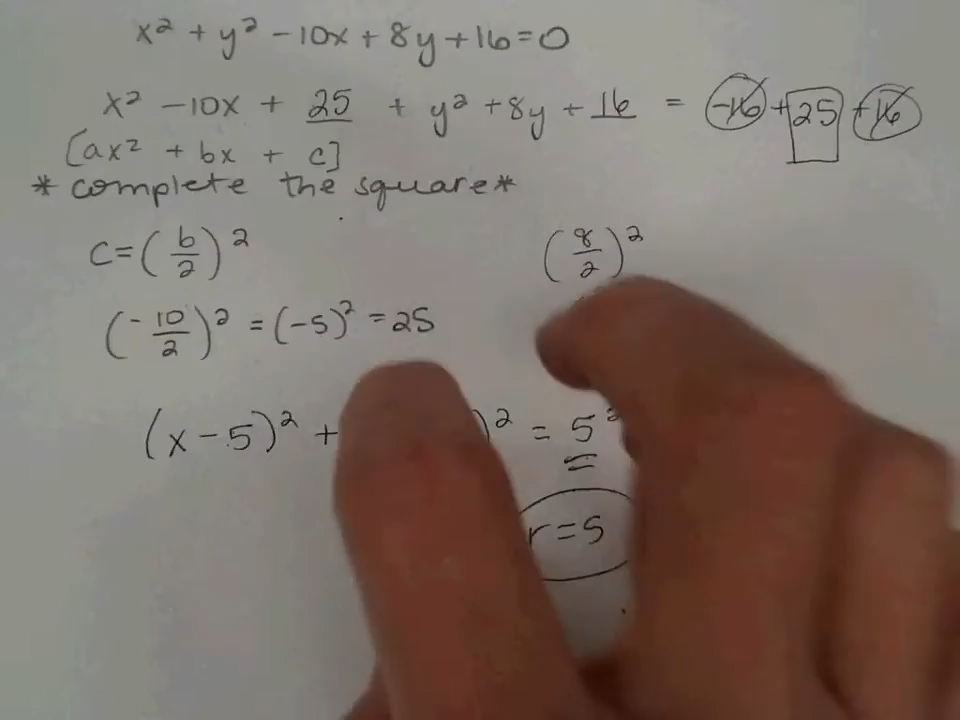 x² + y² - 10x + 8y + 16 = 0
x² - 10x + 25 + y² + 8y + 16 = -16 + 25 + 16
[ax² + bx + c]
* complete the square *
c = (b/2)² (8/2)²
(-10/2)² = (-5)² = 25
(x - 5)² + )² = 5²
r = 5